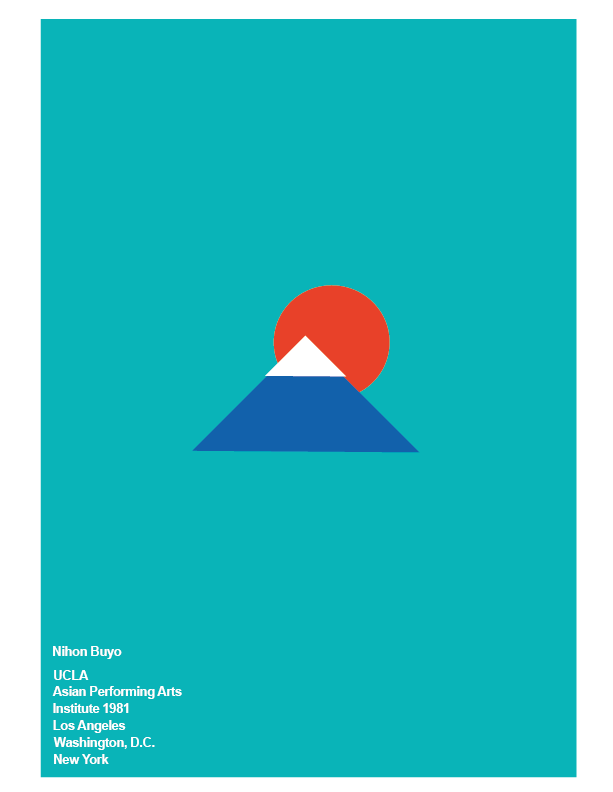 Nihon Buyo
UCLA
Asian Performing Arts
Institute 1981
Los Angeles
Washington, D.C.
New York